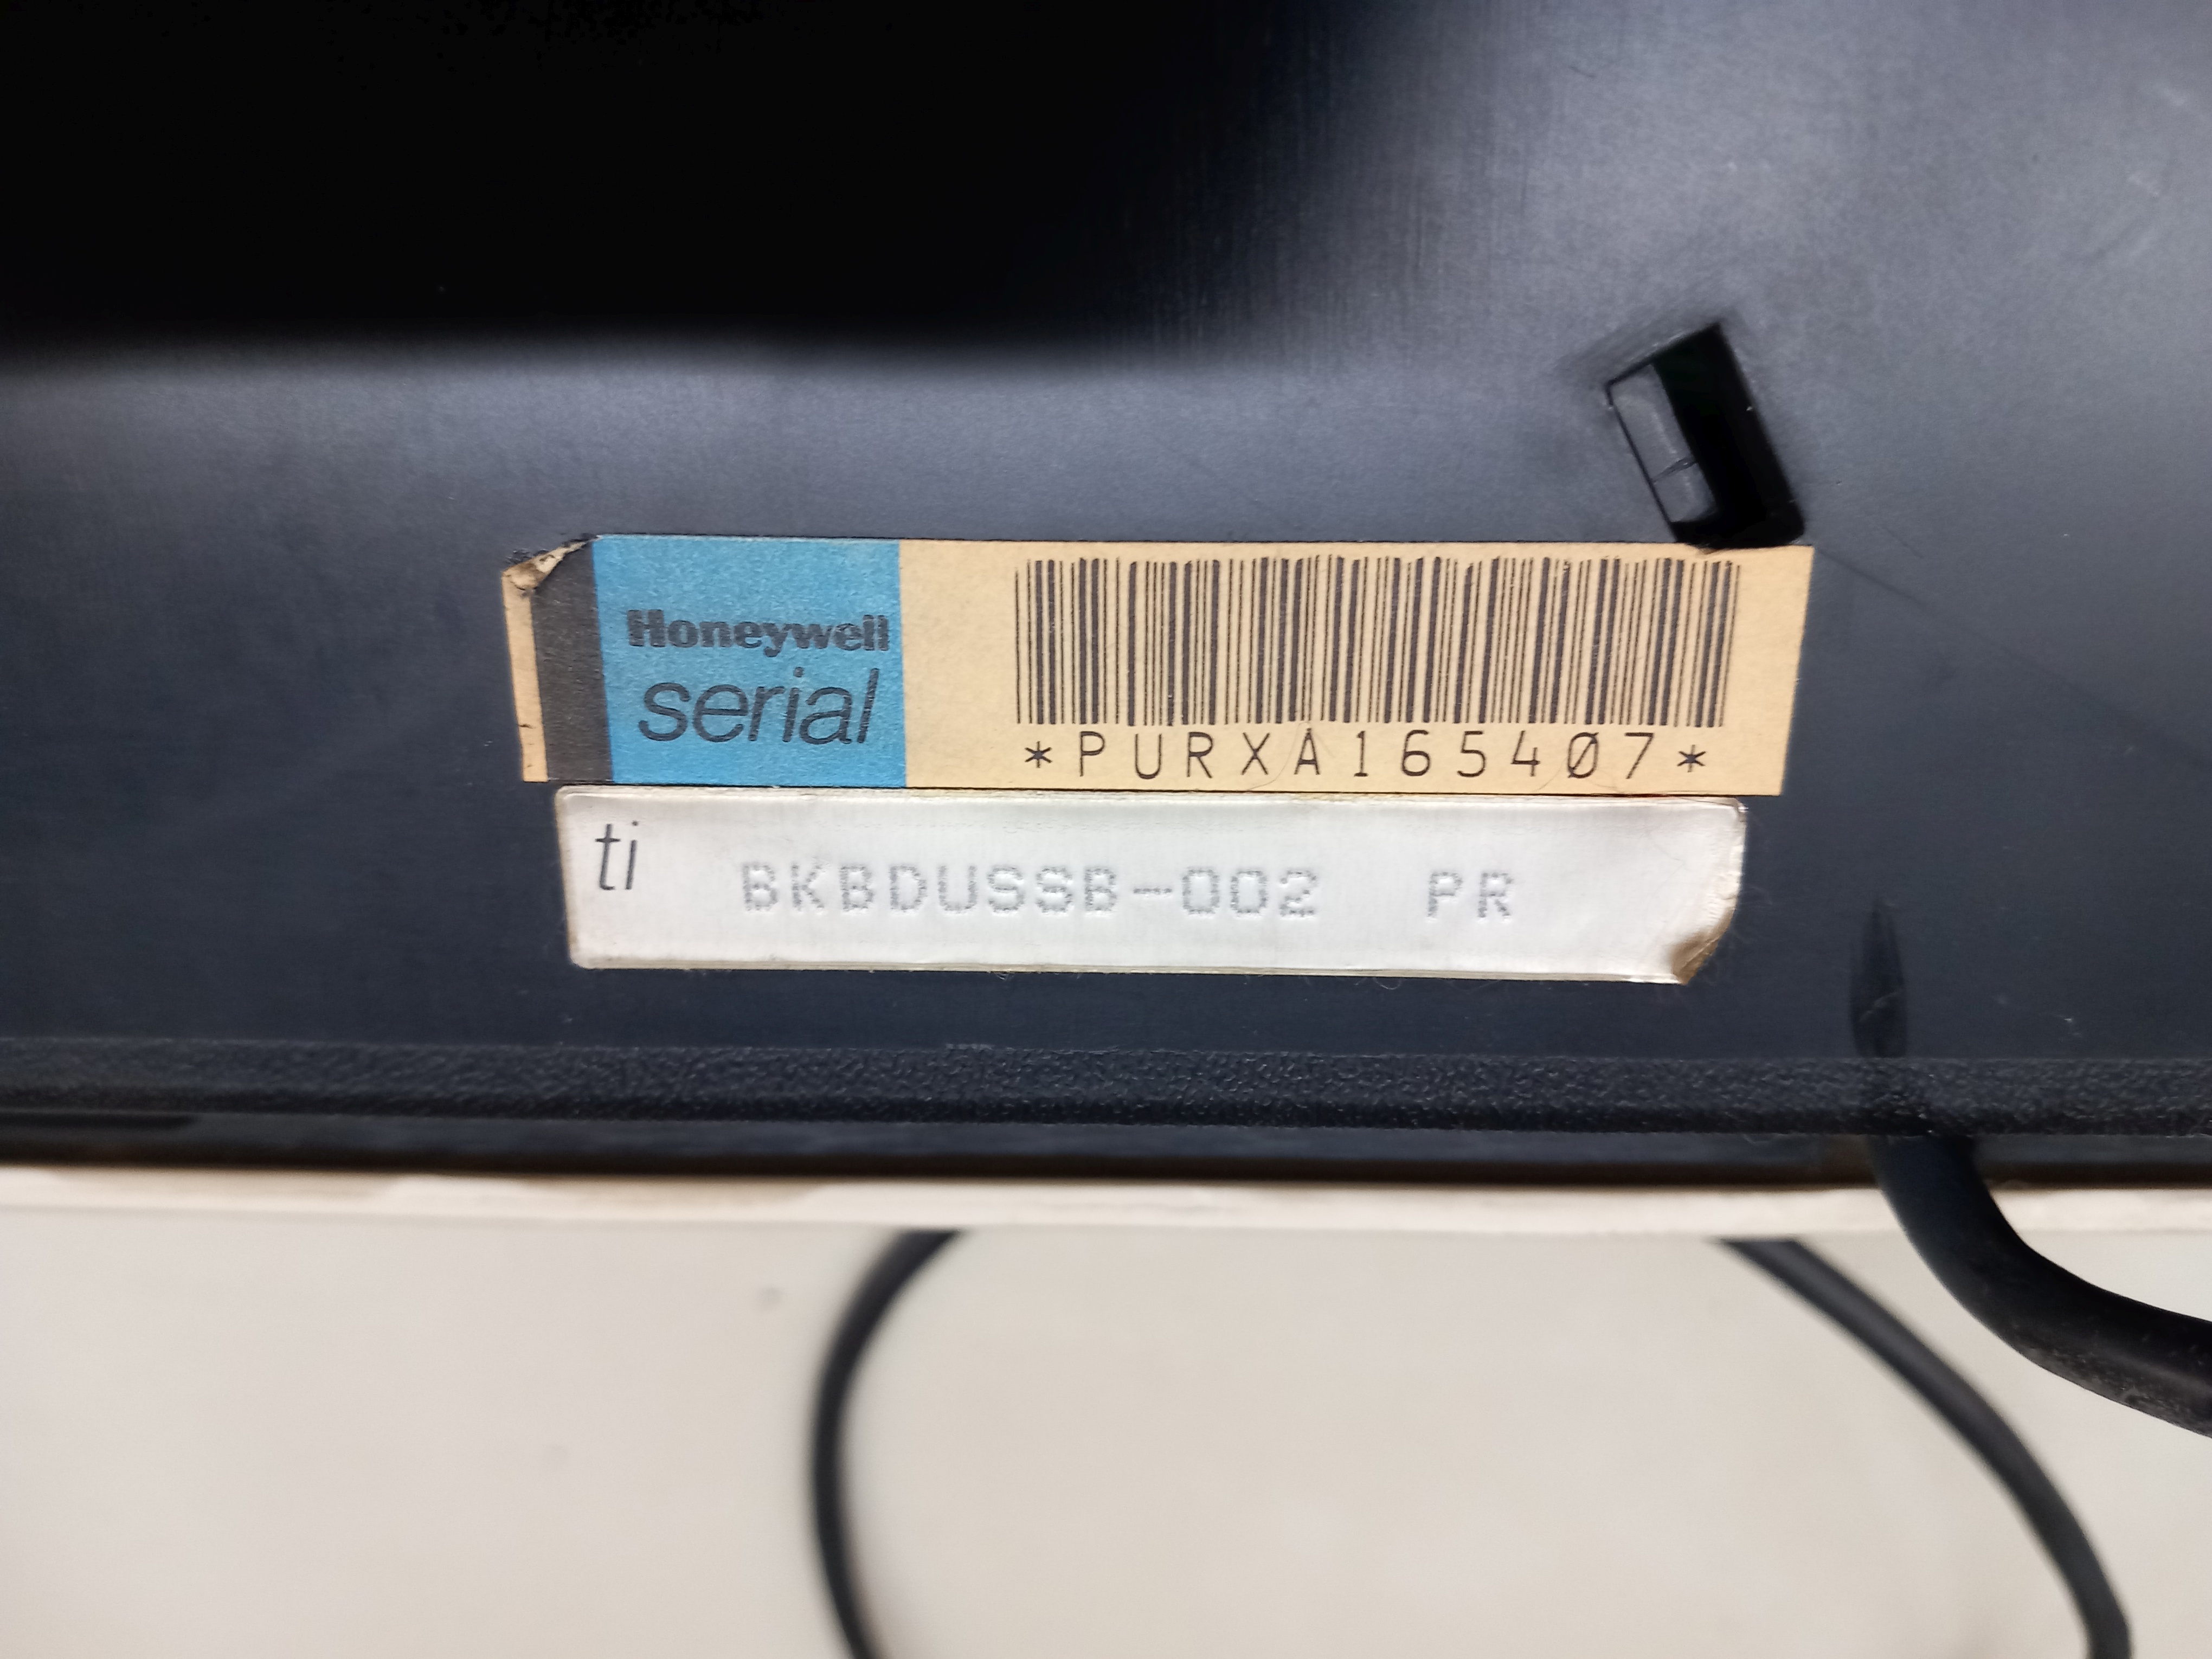 Honeywell
serial
*PURXA165407*
ti BKBDUSSB-002 PR